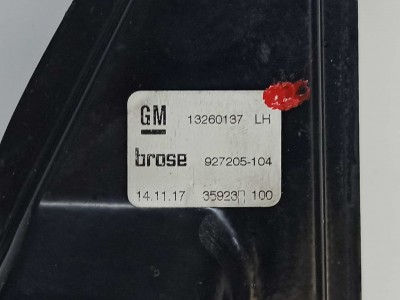 GM 13260137 LH
brose 927205-104
14.11.17 35923 100